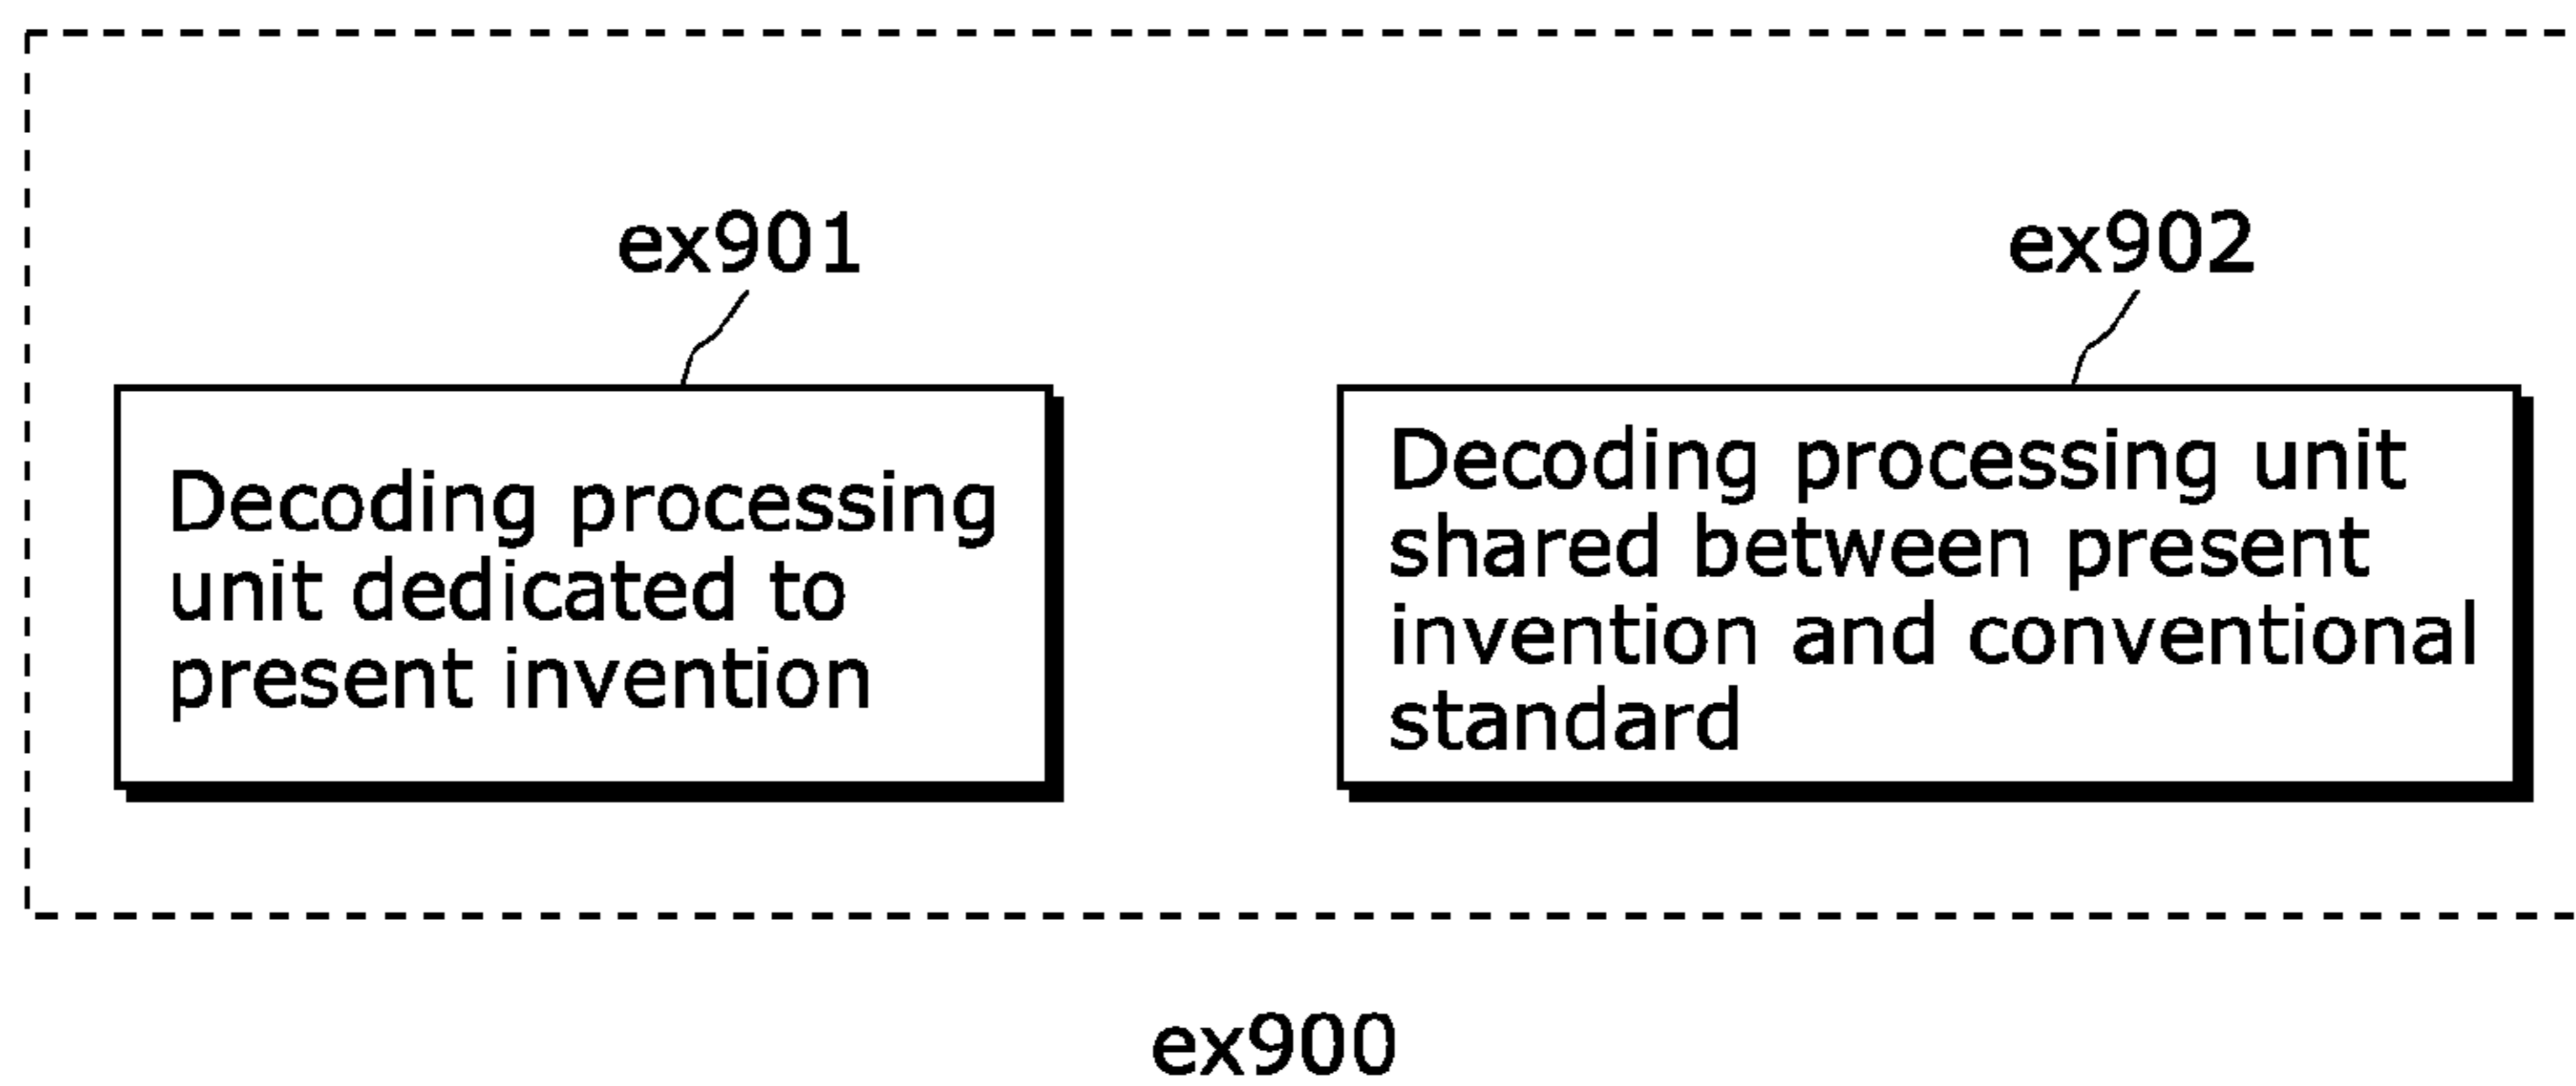 ex901
ex902
Decoding processing
unit dedicated to
present invention
Decoding processing unit
shared between present
invention and conventional
standard
ex900